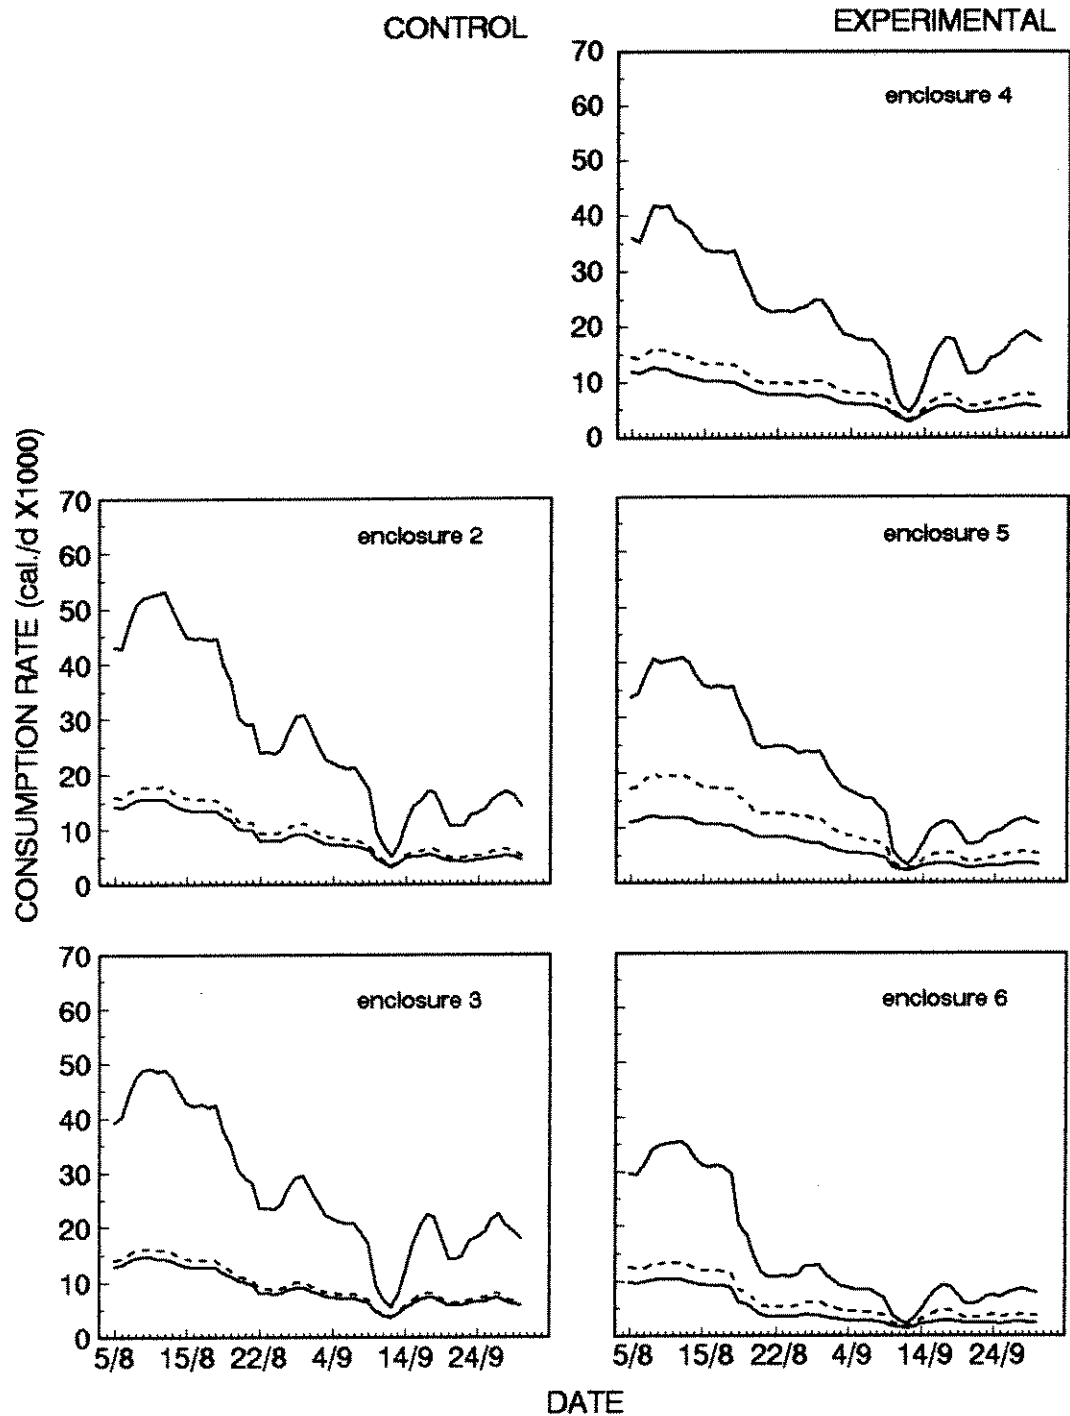 CONTROL
EXPERIMENTAL
70
60
50
40
30
20
10
0
enclosure 4
CONSUMPTION RATE (cal./d X1000)
70
60
50
40
30
20
10
0
enclosure 2
enclosure 5
70
60
50
40
30
20
10
0
enclosure 3
enclosure 6
5/8 15/8 22/8 4/9 14/9 24/9
5/8 15/8 22/8 4/9 14/9 24/9
DATE